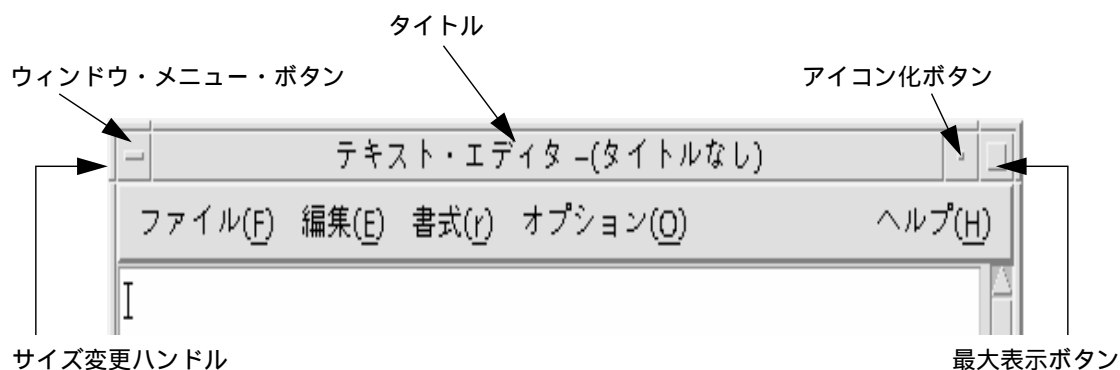 タイトル
ウィンドウ・メニュー・ボタン
アイコン化ボタン
テキスト・エディタ –(タイトルなし)
ファイル(F) 編集(E) 書式(r) オプション(O) ヘルプ(H)
サイズ変更ハンドル
最大表示ボタン